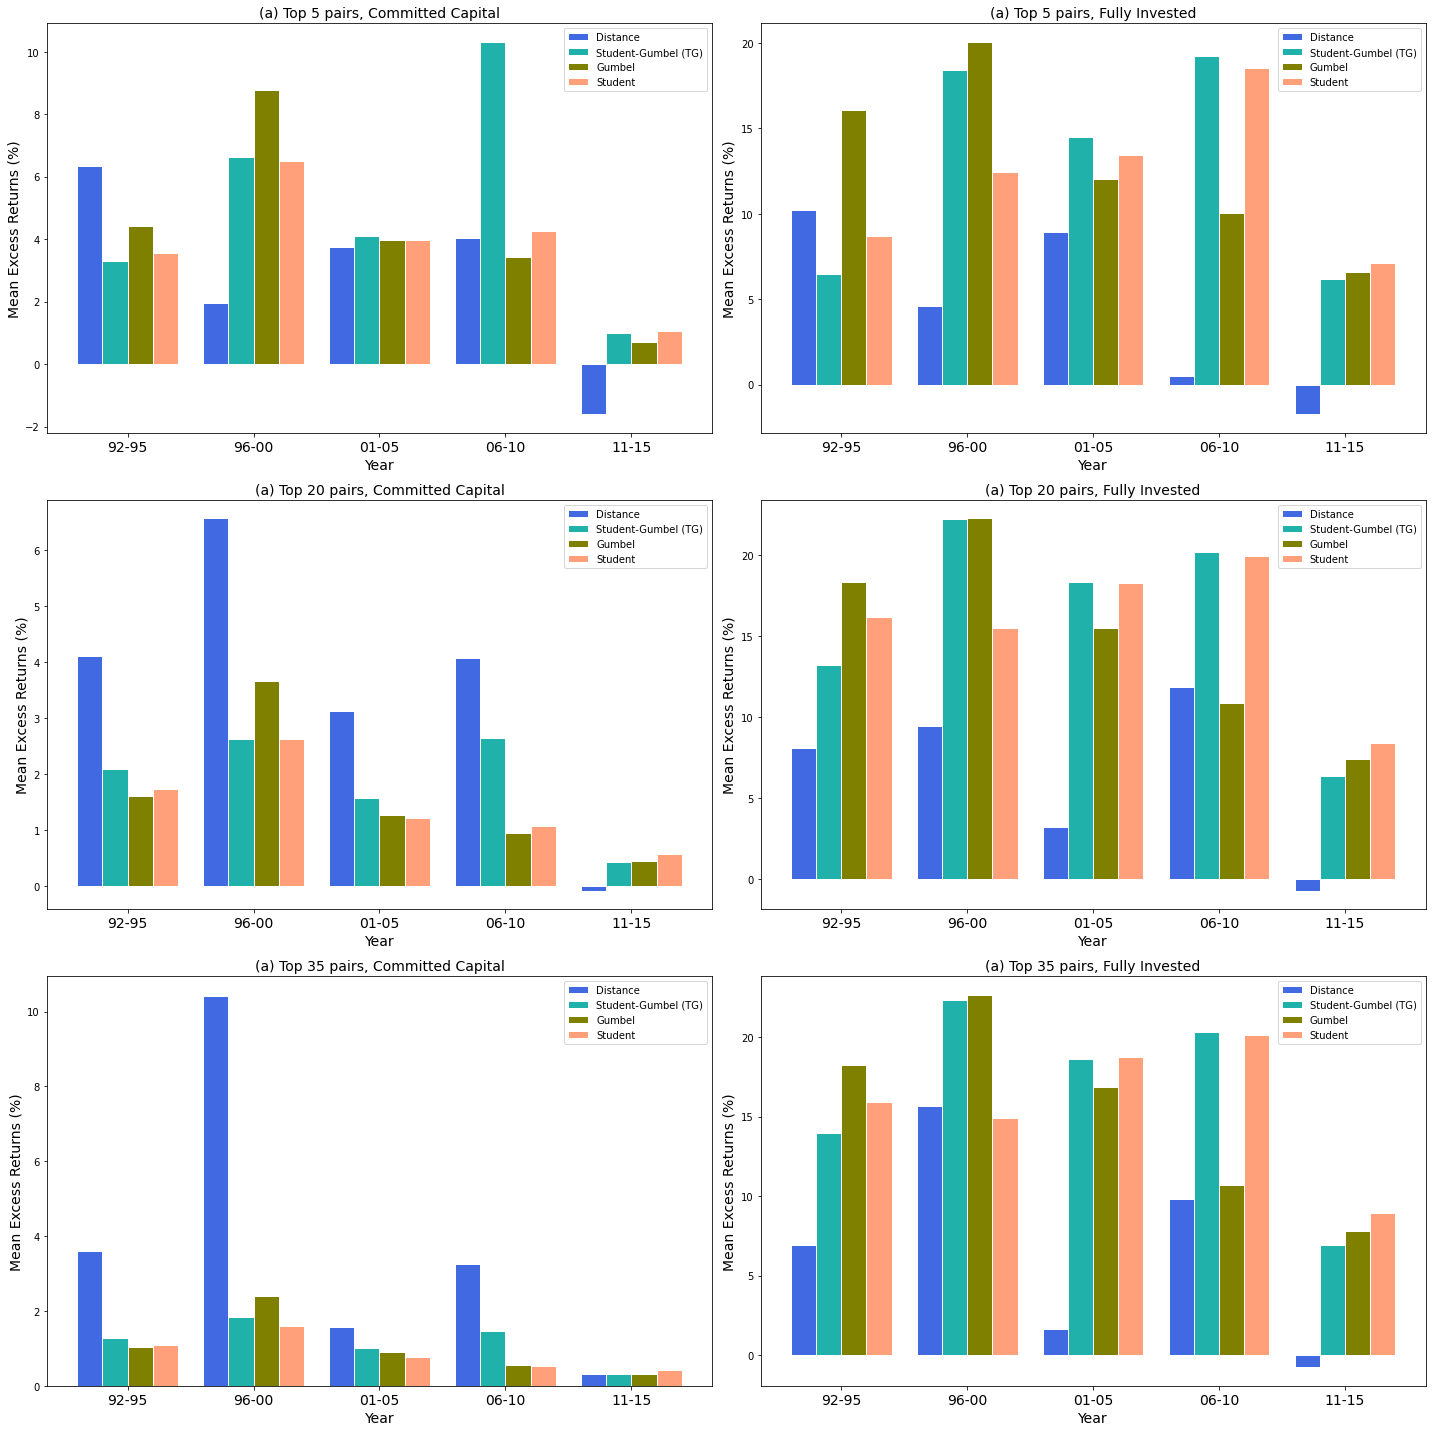 (a) Top 5 pairs, Committed Capital
Mean Excess Returns (%)
10
8
6
4
2
0
−2
Distance
Student-Gumbel (TG)
Gumbel
Student
92-95 96-00 01-05 06-10 11-15
Year
(a) Top 5 pairs, Fully Invested
Mean Excess Returns (%)
20
15
10
5
0
Distance
Student-Gumbel (TG)
Gumbel
Student
92-95 96-00 01-05 06-10 11-15
Year
(a) Top 20 pairs, Committed Capital
Mean Excess Returns (%)
6
5
4
3
2
1
0
Distance
Student-Gumbel (TG)
Gumbel
Student
92-95 96-00 01-05 06-10 11-15
Year
(a) Top 20 pairs, Fully Invested
Mean Excess Returns (%)
20
15
10
5
0
Distance
Student-Gumbel (TG)
Gumbel
Student
92-95 96-00 01-05 06-10 11-15
Year
(a) Top 35 pairs, Committed Capital
Mean Excess Returns (%)
10
8
6
4
2
0
Distance
Student-Gumbel (TG)
Gumbel
Student
92-95 96-00 01-05 06-10 11-15
Year
(a) Top 35 pairs, Fully Invested
Mean Excess Returns (%)
20
15
10
5
0
Distance
Student-Gumbel (TG)
Gumbel
Student
92-95 96-00 01-05 06-10 11-15
Year